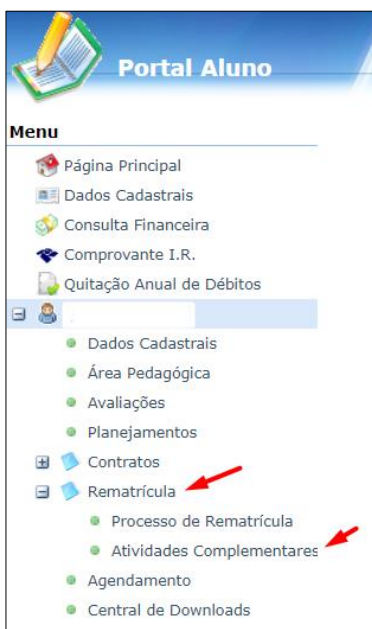 Portal Aluno
Menu
Página Principal
Dados Cadastrais
Consulta Financeira
Comprovante I.R.
Quitação Anual de Débitos
Dados Cadastrais
Área Pedagógica
Avaliações
Planejamentos
Contratos
Rematrícula
Processo de Rematrícula
Atividades Complementares
Agendamento
Central de Downloads